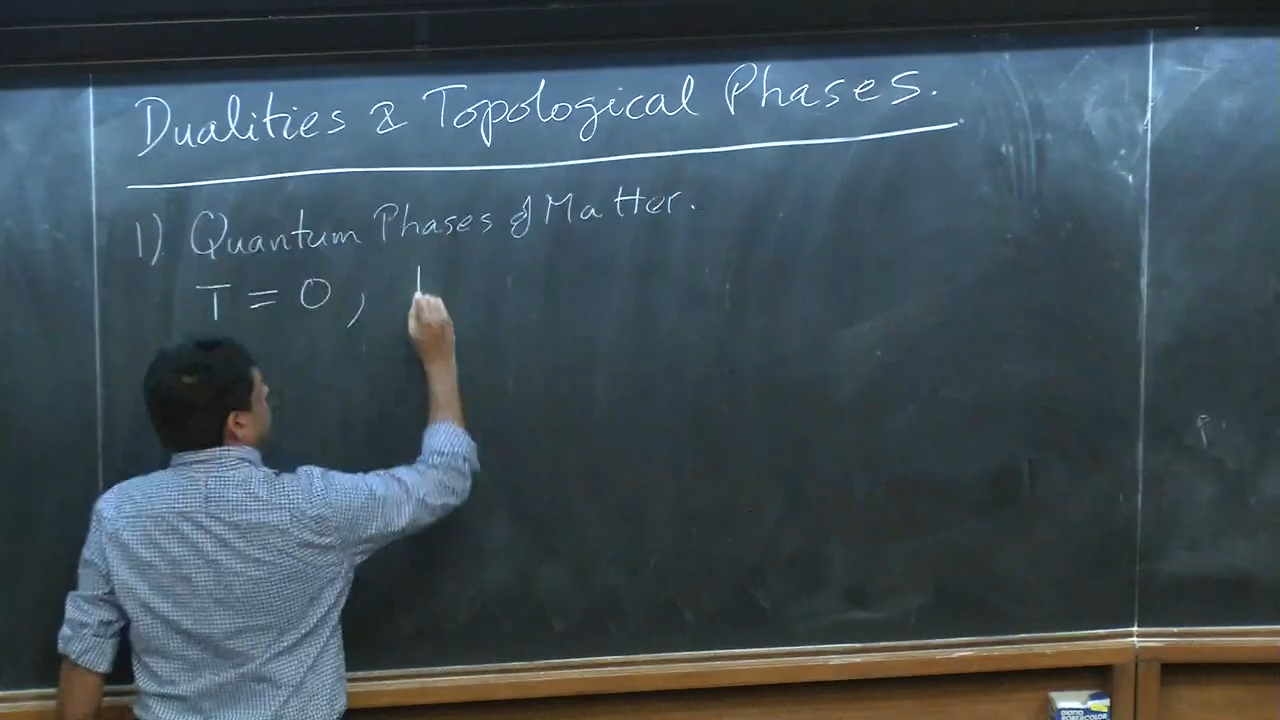 Dualities & Topological Phases.
1) Quantum Phases of Matter.
T = 0,